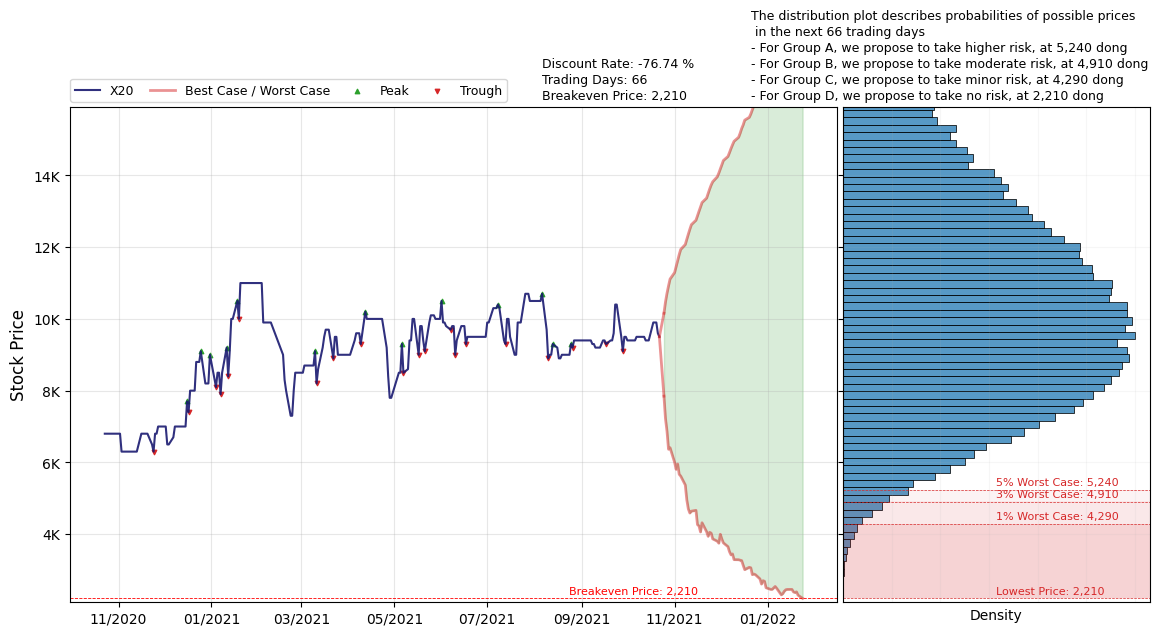 The distribution plot describes probabilities of possible prices
in the next 66 trading days
- For Group A, we propose to take higher risk, at 5,240 dong
- For Group B, we propose to take moderate risk, at 4,910 dong
- For Group C, we propose to take minor risk, at 4,290 dong
- For Group D, we propose to take no risk, at 2,210 dong
Discount Rate: -76.74 %
Trading Days: 66
Breakeven Price: 2,210
X20
Best Case / Worst Case
Peak
Trough
Stock Price
14K
12K
10K
8K
6K
4K
5% Worst Case: 5,240
3% Worst Case: 4,910
1% Worst Case: 4,290
Breakeven Price: 2,210
Lowest Price: 2,210
11/2020
01/2021
03/2021
05/2021
07/2021
09/2021
11/2021
01/2022
Density